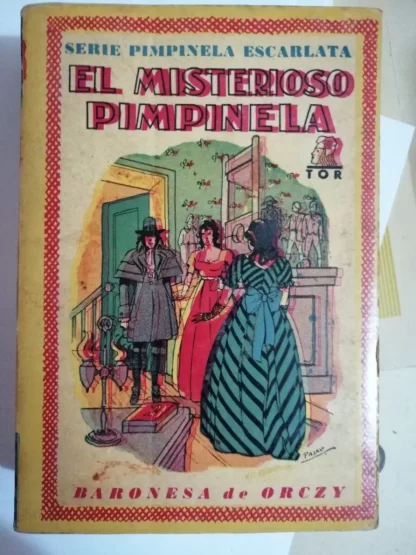 SERIE PIMPINELA ESCARLATA
EL MISTERIOSO
PIMPINELA
TOR
BARONESA de ORCZY